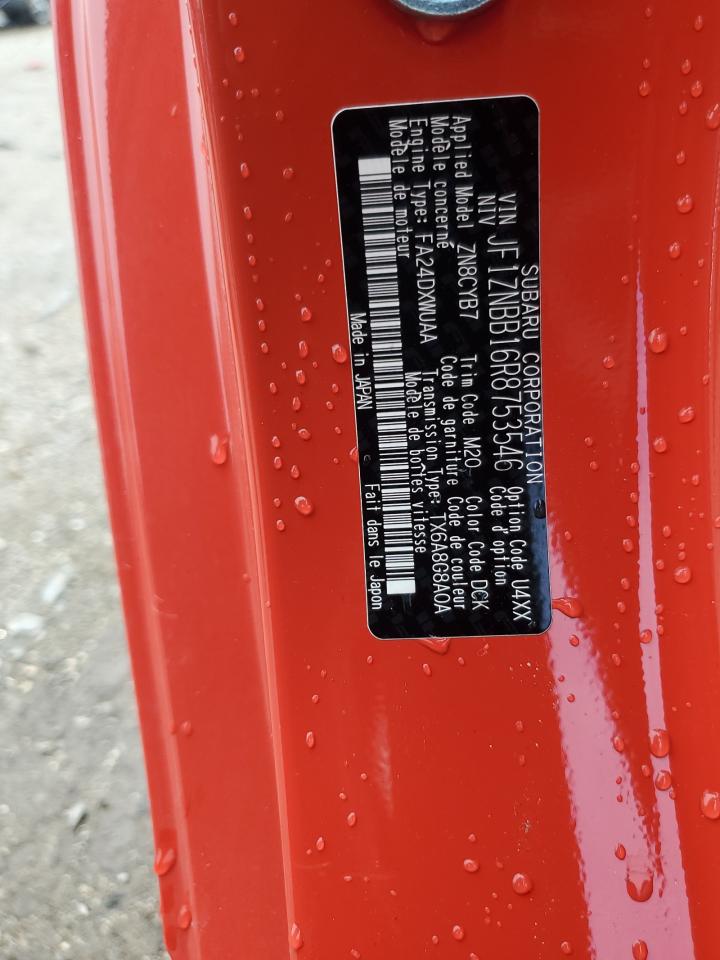 SUBARU CORPORATION
VIN JF1ZNBB16R8753546 Option Code U4XX
NIV Code d'option
Applied Model ZN8CYB7 Trim Code M20 Color Code DCK
Modèle concerné Code de garniture Code de couleur
Engine Type: FA24DXWUAA Transmission Type: TX6A8G8AOA
Modèle de moteur Modèle de boîtes vitesse
Made in JAPAN Fait dans le Japon